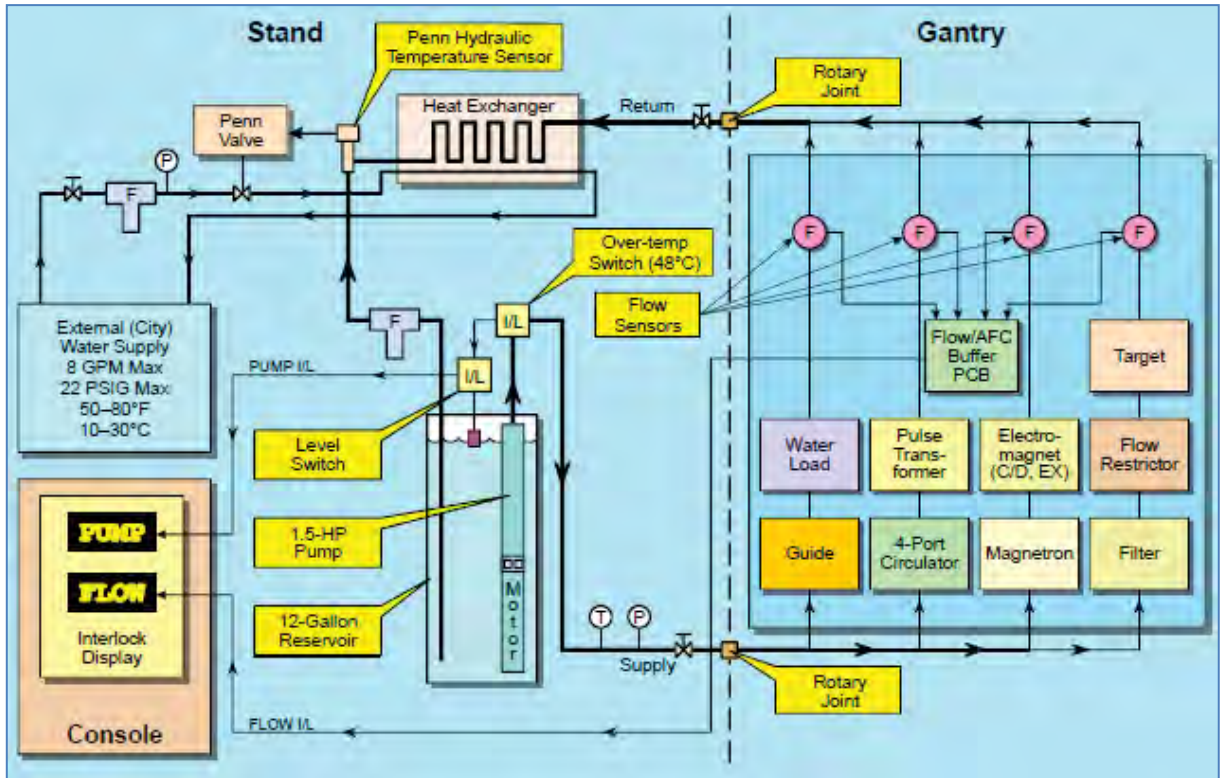 Stand
Gantry
Penn Hydraulic
Temperature Sensor
Rotary
Joint
Heat Exchanger
Return
Penn
Valve
P
F
Over-temp
Switch (48°C)
F
F
F
F
Flow
Sensors
I/L
F
External (City)
Water Supply
8 GPM Max
22 PSIG Max
50–80°F
10–30°C
PUMP I/L
I/L
Flow/AFC
Buffer
PCB
Target
Level
Switch
Water
Load
Pulse
Trans-
former
Electro-
magnet
(C/D, EX)
Flow
Restrictor
PUMP
FLOW
Interlock
Display
Console
1.5-HP
Pump
Motor
12-Gallon
Reservoir
Guide
4-Port
Circulator
Magnetron
Filter
T
P
Supply
Rotary
Joint
FLOW I/L